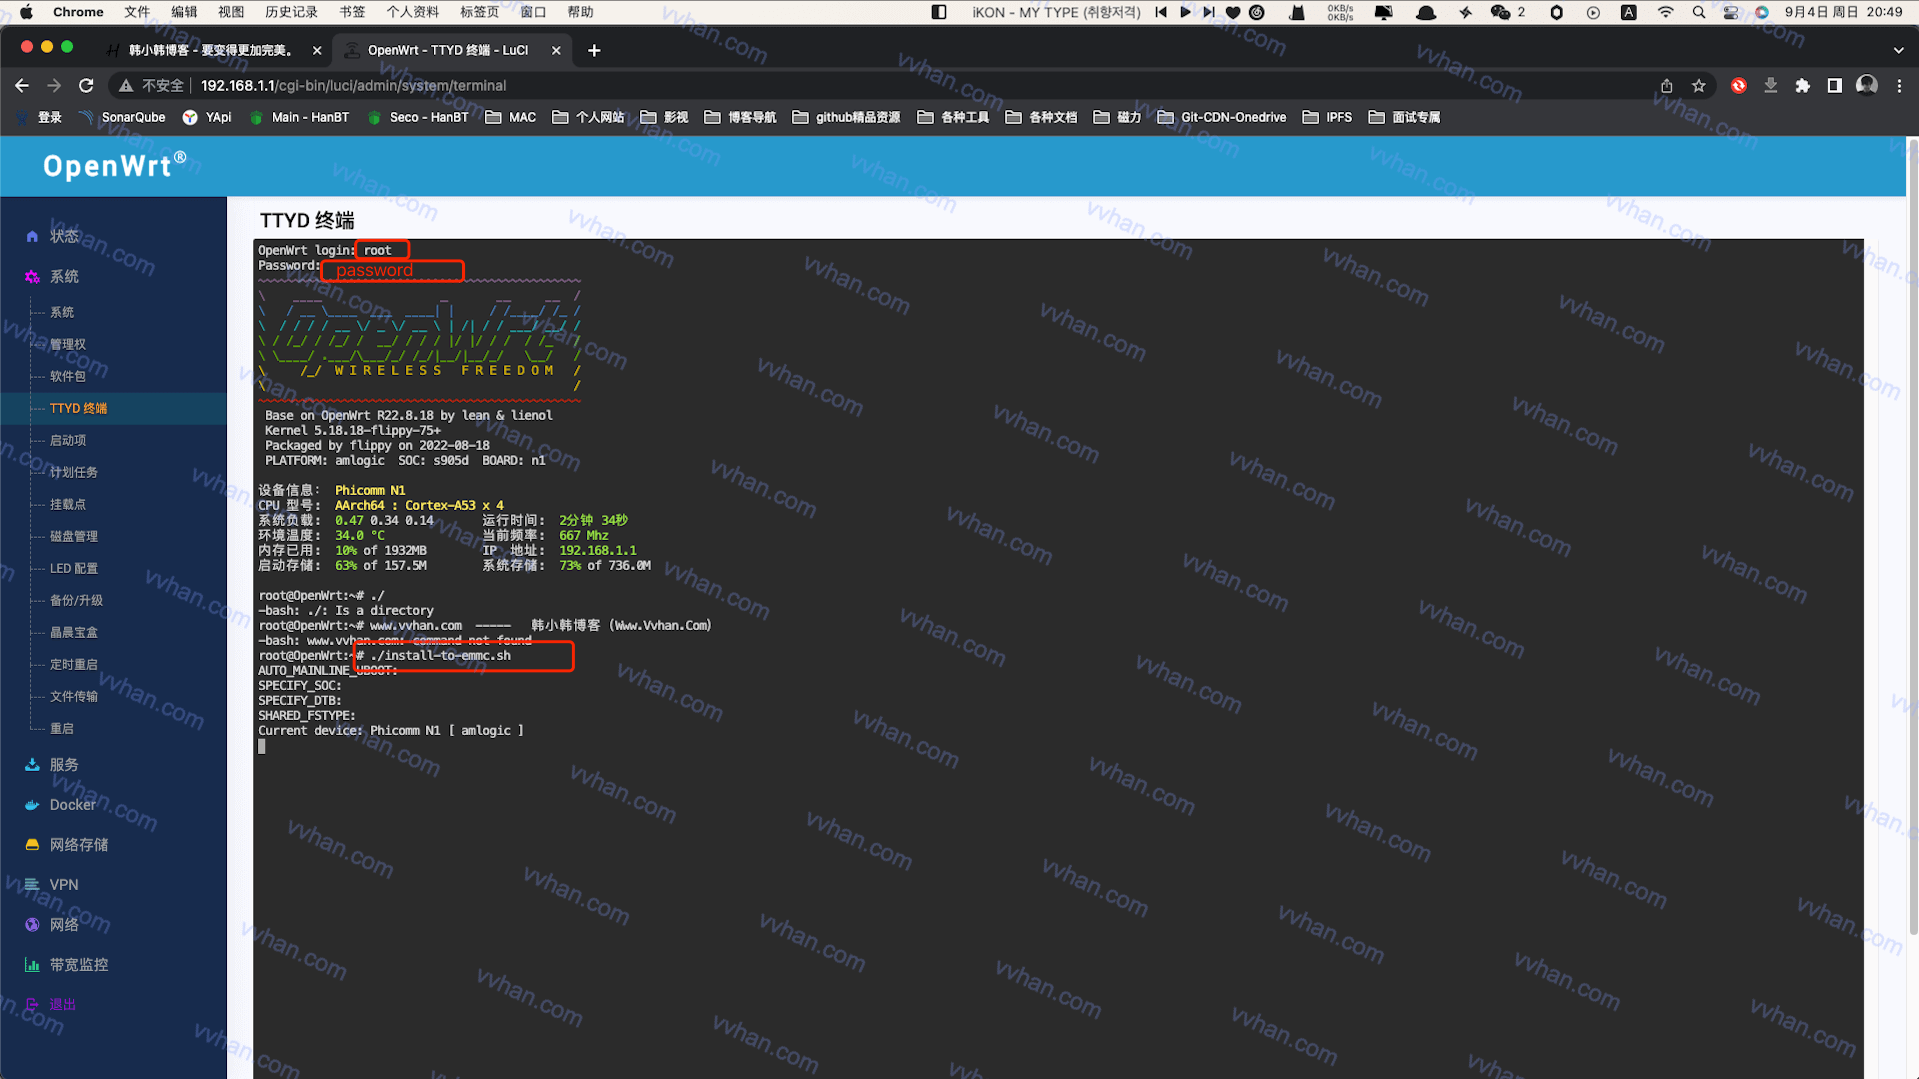 Chrome 文件 编辑 视图 历史记录 书签 个人资料 标签页 窗口 帮助 iKON - MY TYPE (취향저격) 0KB/s 0KB/s 2 A 9月4日 周日 20:49
韩小韩博客 - 要变得更加完美。 OpenWrt - TTYD 终端 - LuCI
不安全 192.168.1.1/cgi-bin/luci/admin/system/terminal
登录 SonarQube YApi Main - HanBT Seco - HanBT MAC 个人网站 影视 博客导航 github精品资源 各种工具 各种文档 磁力 Git-CDN-Onedrive IPFS 面试专属
OpenWrt®
状态
系统
系统
管理权
软件包
TTYD 终端
启动项
计划任务
挂载点
磁盘管理
LED 配置
备份/升级
晶晨宝盒
定时重启
文件传输
重启
服务
Docker
网络存储
VPN
网络
带宽监控
退出
TTYD 终端
OpenWrt login: root
Password: password
W I R E L E S S   F R E E D O M
Base on OpenWrt R22.8.18 by lean & lienol
Kernel 5.18.18-flippy-75+
Packaged by flippy on 2022-08-18
PLATFORM: amlogic SOC: s905d BOARD: n1
设备信息: Phicomm N1
CPU 型号: AArch64 : Cortex-A53 x 4
系统负载: 0.47 0.34 0.14 运行时间: 2分钟 34秒
环境温度: 34.0 °C 当前频率: 667 Mhz
内存已用: 10% of 1932MB IP 地址: 192.168.1.1
启动存储: 63% of 157.5M 系统存储: 73% of 736.0M
root@OpenWrt:~# ./
-bash: ./: Is a directory
root@OpenWrt:~# www.vvhan.com ----- 韩小韩博客 (Www.Vvhan.Com)
-bash: www.vvhan.com: command not found
root@OpenWrt:~# ./install-to-emmc.sh
AUTO_MAINLINE_UBOOT:
SPECIFY_SOC:
SPECIFY_DTB:
SHARED_FSTYPE:
Current device: Phicomm N1 [ amlogic ]
vvhan.com